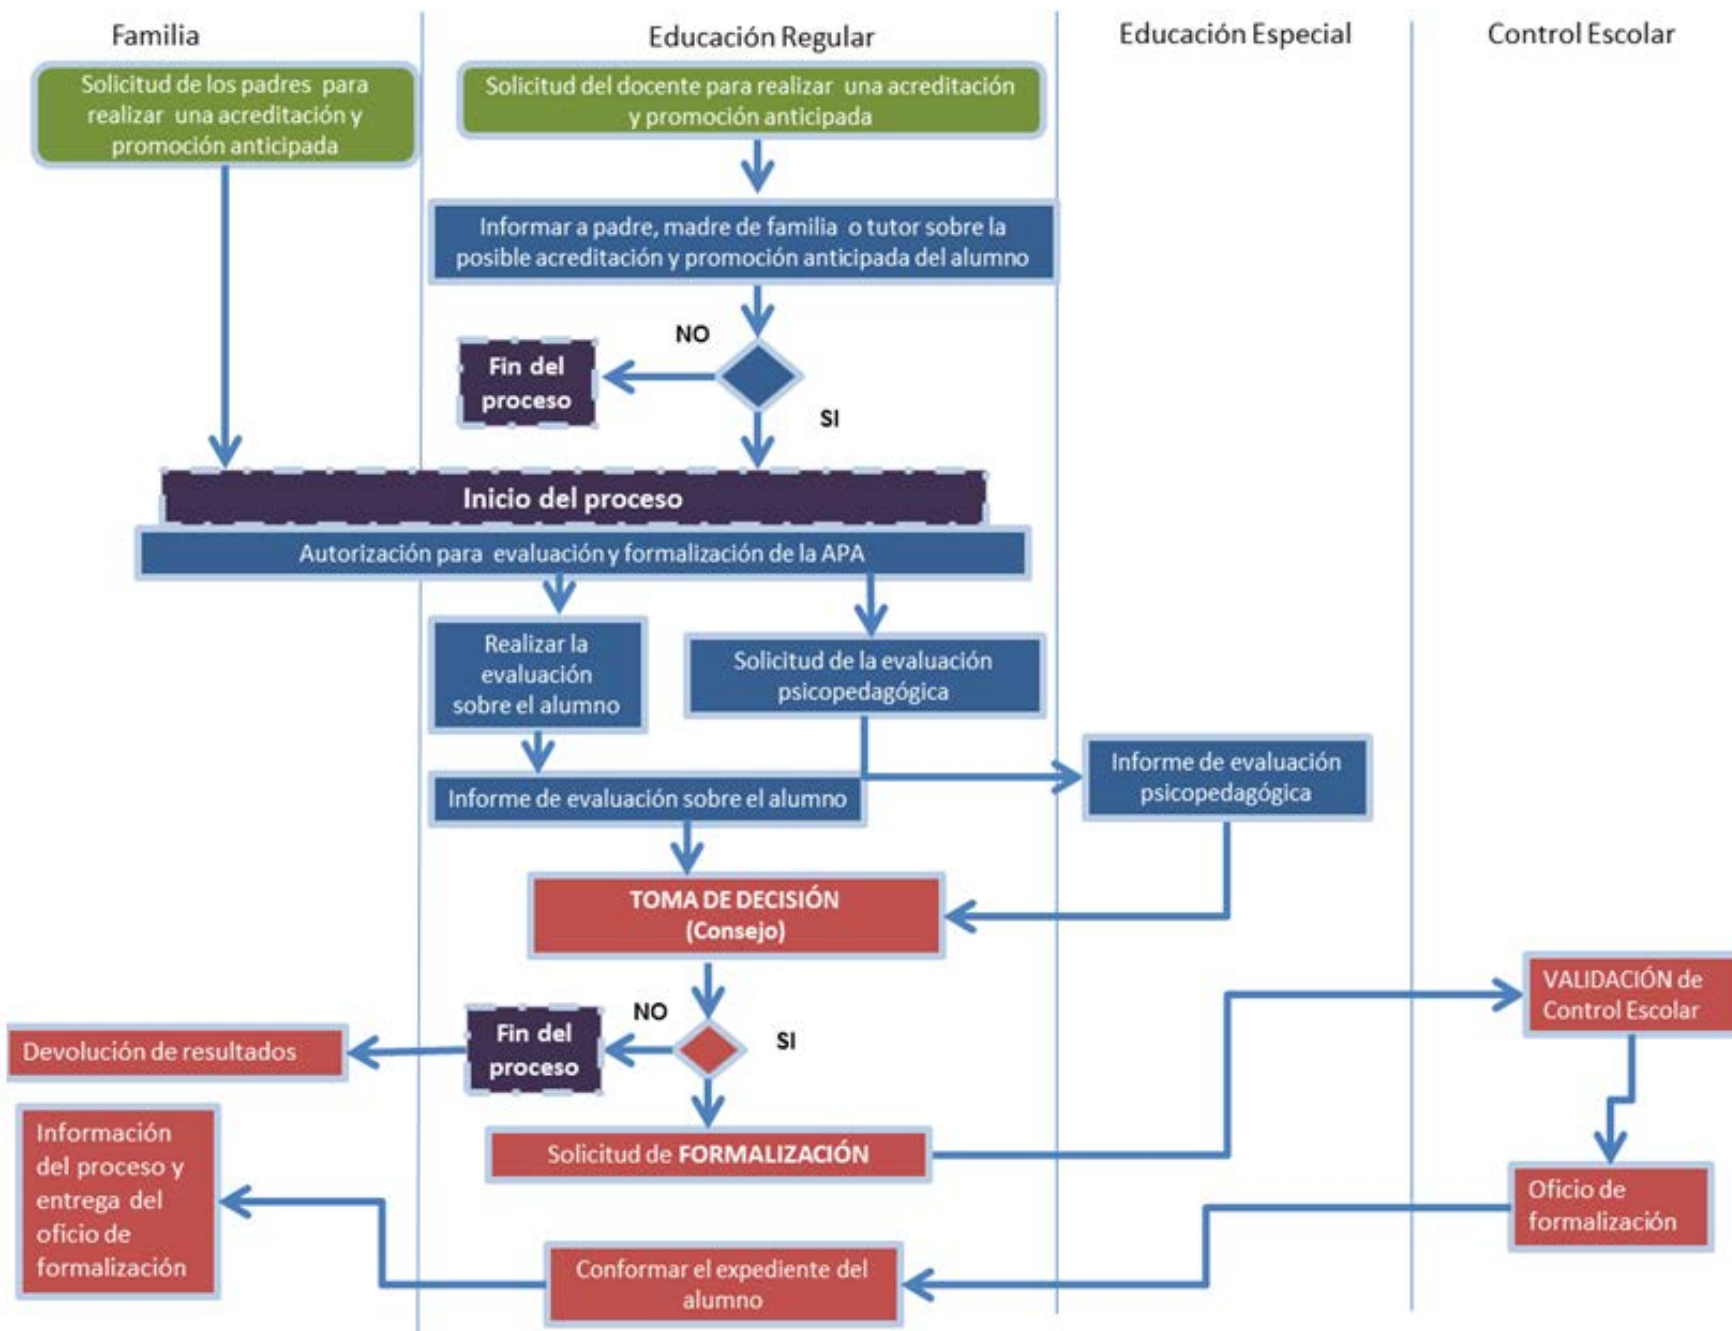 Familia
Educación Regular
Educación Especial
Control Escolar
Solicitud de los padres para
realizar una acreditación y
promoción anticipada
Solicitud del docente para realizar una acreditación
y promoción anticipada
Informar a padre, madre de familia o tutor sobre la
posible acreditación y promoción anticipada del alumno
NO
Fin del
proceso
SI
Inicio del proceso
Autorización para evaluación y formalización de la APA
Realizar la
evaluación
sobre el alumno
Solicitud de la evaluación
psicopedagógica
Informe de evaluación
psicopedagógica
Informe de evaluación sobre el alumno
TOMA DE DECISIÓN
(Consejo)
VALIDACIÓN de
Control Escolar
NO
Fin del
proceso
SI
Devolución de resultados
Solicitud de FORMALIZACIÓN
Información
del proceso y
entrega del
oficio de
formalización
Oficio de
formalización
Conformar el expediente del
alumno